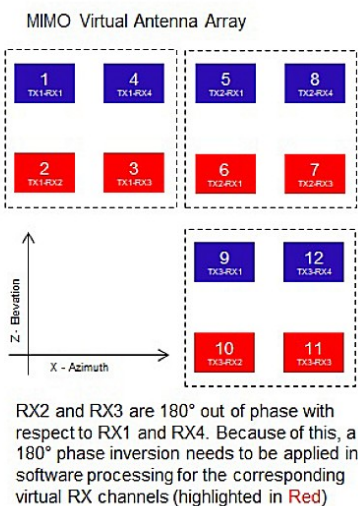 MIMO Virtual Antenna Array
1 4 5 8
TX1-RX1 TX1-RX4 TX2-RX1 TX2-RX4
2 3 6 7
TX1-RX2 TX1-RX3 TX2-RX1 TX2-RX3
9 12
TX3-RX1 TX3-RX4
Z - Elevation
10 11
TX3-RX2 TX3-RX3
X - Azimuth
RX2 and RX3 are 180° out of phase with
respect to RX1 and RX4. Because of this, a
180° phase inversion needs to be applied in
software processing for the corresponding
virtual RX channels (highlighted in Red)